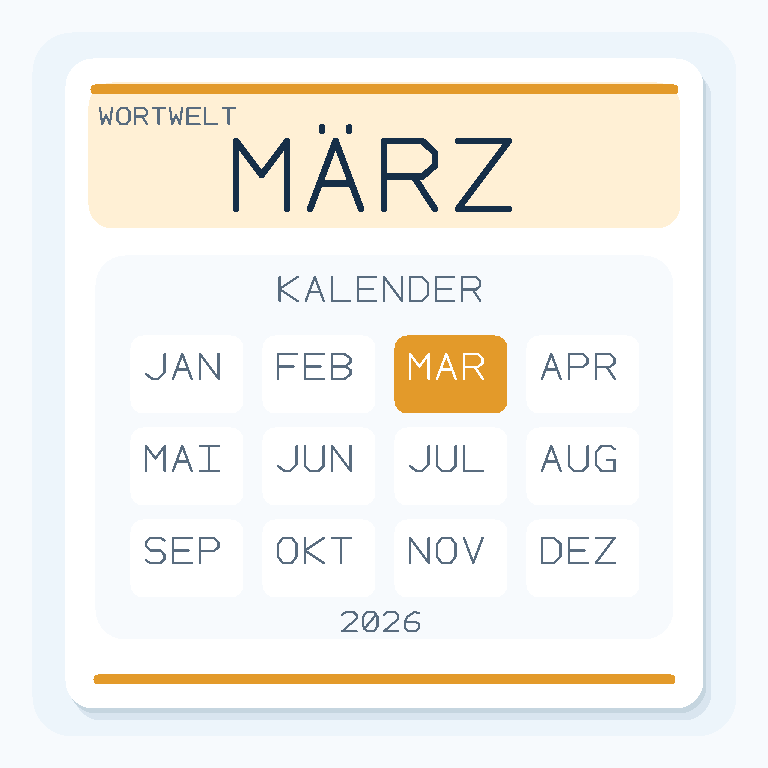 WORTWELT
MÄRZ
KALENDER
JAN FEB MAR APR
MAI JUN JUL AUG
SEP OKT NOV DEZ
2026